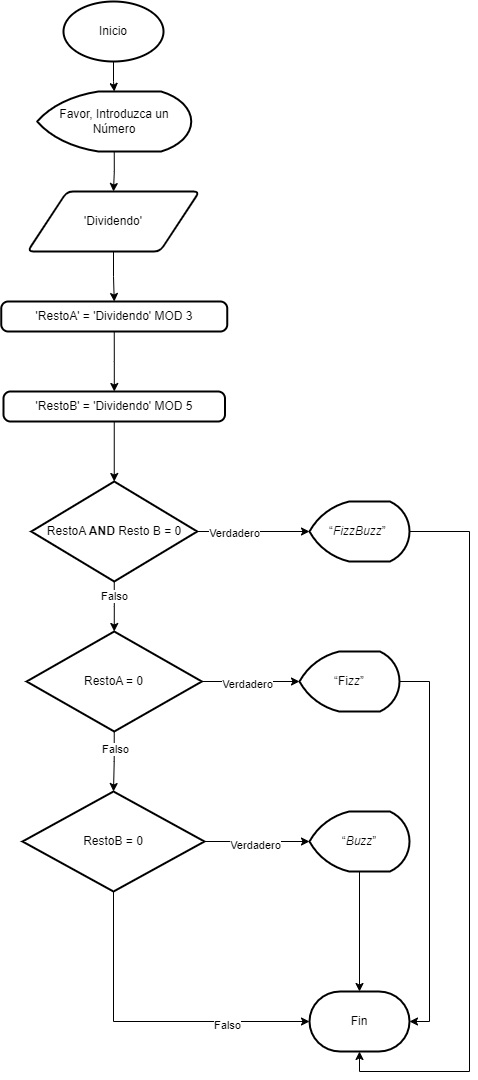 Inicio
Favor, Introduzca un
Número
'Dividendo'
'RestoA' = 'Dividendo' MOD 3
'RestoB' = 'Dividendo' MOD 5
RestoA AND Resto B = 0
Verdadero
“FizzBuzz”
Falso
RestoA = 0
Verdadero
“Fizz”
Falso
RestoB = 0
Verdadero
“Buzz”
Falso
Fin